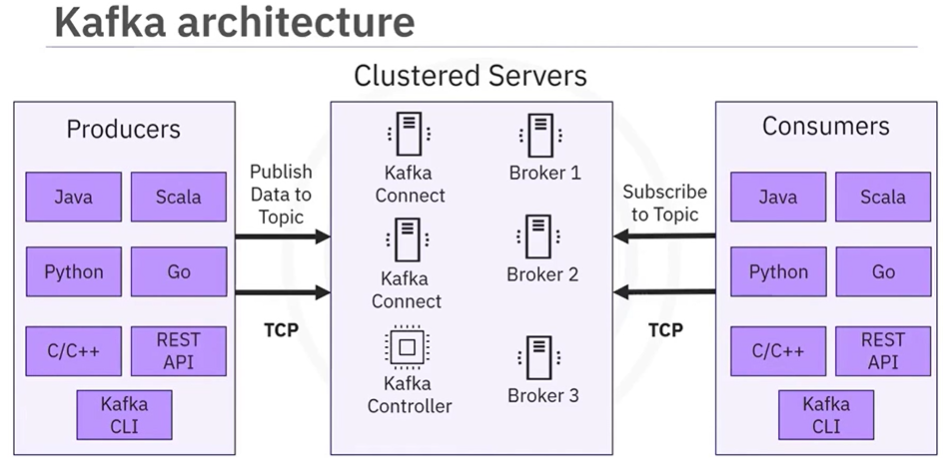 Kafka architecture
Clustered Servers
Producers
Java
Scala
Python
Go
C/C++
REST
API
Kafka
CLI
Publish
Data to
Topic
TCP
Kafka
Connect
Broker 1
Kafka
Connect
Broker 2
Kafka
Controller
Broker 3
Subscribe
to Topic
TCP
Consumers
Java
Scala
Python
Go
C/C++
REST
API
Kafka
CLI